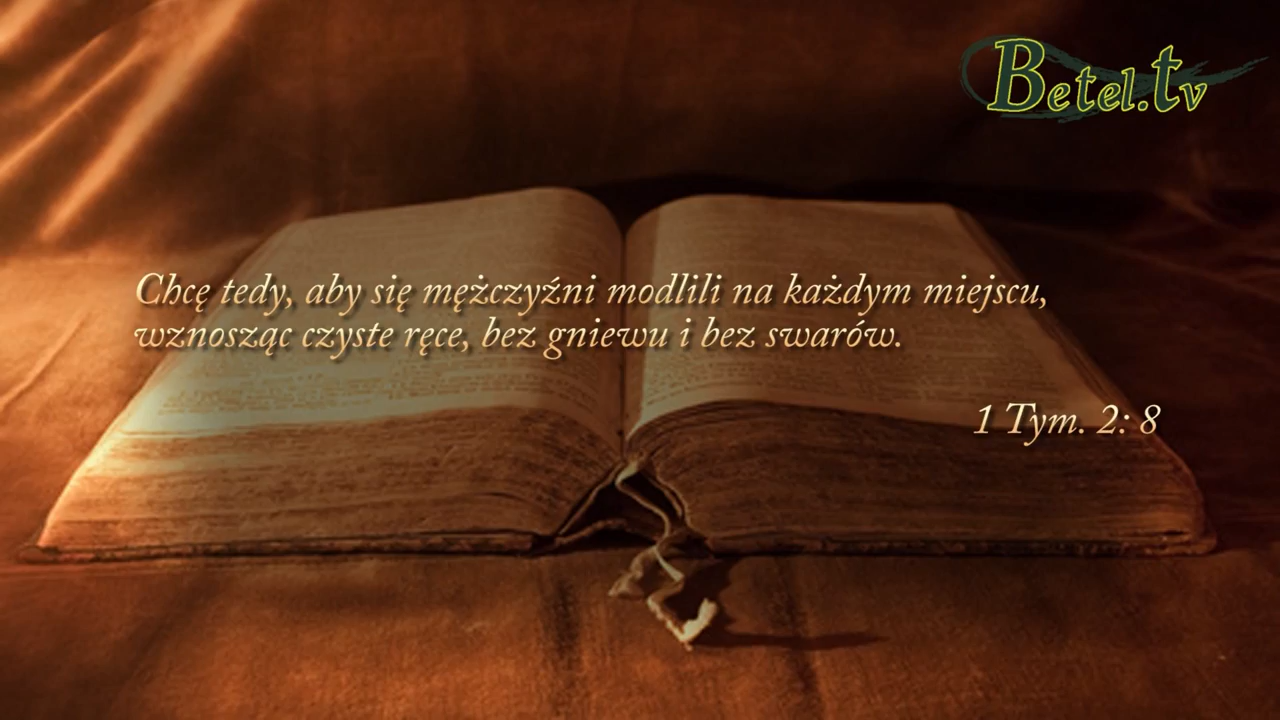 Betel.tv
Chcę tedy, aby się mężczyźni modlili na każdym miejscu,
wznosząc czyste ręce, bez gniewu i bez swarów.
1 Tym. 2: 8